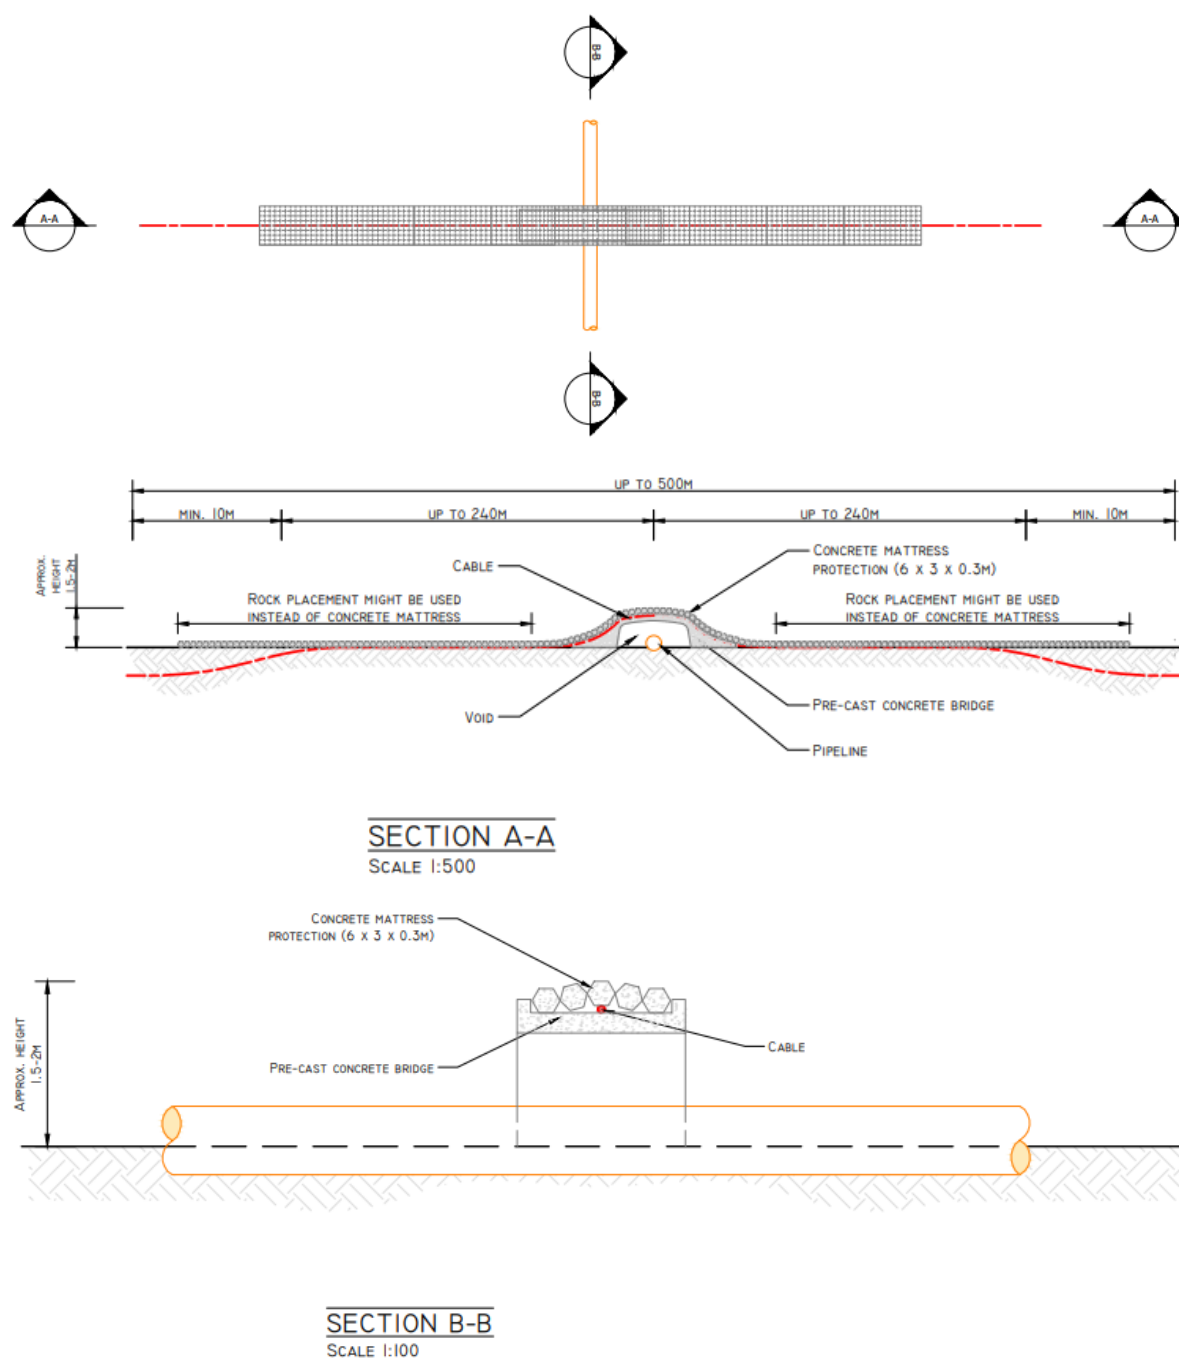 B-B
A-A
A-A
B-B
UP TO 500M
MIN. 10M
UP TO 240M
UP TO 240M
MIN. 10M
APPROX.
HEIGHT
1.5-2M
CABLE
CONCRETE MATTRESS
PROTECTION (6 X 3 X 0.3M)
ROCK PLACEMENT MIGHT BE USED
INSTEAD OF CONCRETE MATTRESS
ROCK PLACEMENT MIGHT BE USED
INSTEAD OF CONCRETE MATTRESS
VOID
PRE-CAST CONCRETE BRIDGE
PIPELINE
SECTION A-A
SCALE 1:500
CONCRETE MATTRESS
PROTECTION (6 X 3 X 0.3M)
APPROX. HEIGHT
1.5-2M
CABLE
PRE-CAST CONCRETE BRIDGE
SECTION B-B
SCALE 1:100